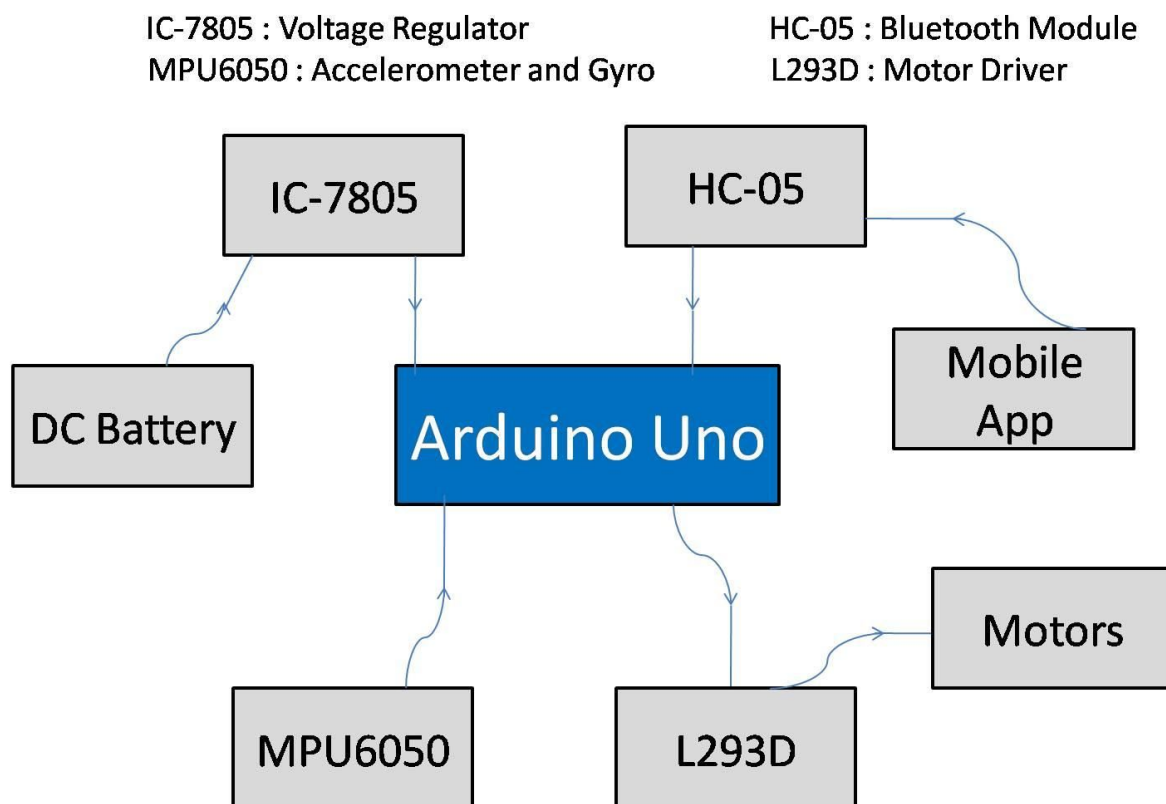 IC-7805 : Voltage Regulator
HC-05 : Bluetooth Module
MPU6050 : Accelerometer and Gyro
L293D : Motor Driver
IC-7805
HC-05
DC Battery
Arduino Uno
Mobile
App
Motors
MPU6050
L293D